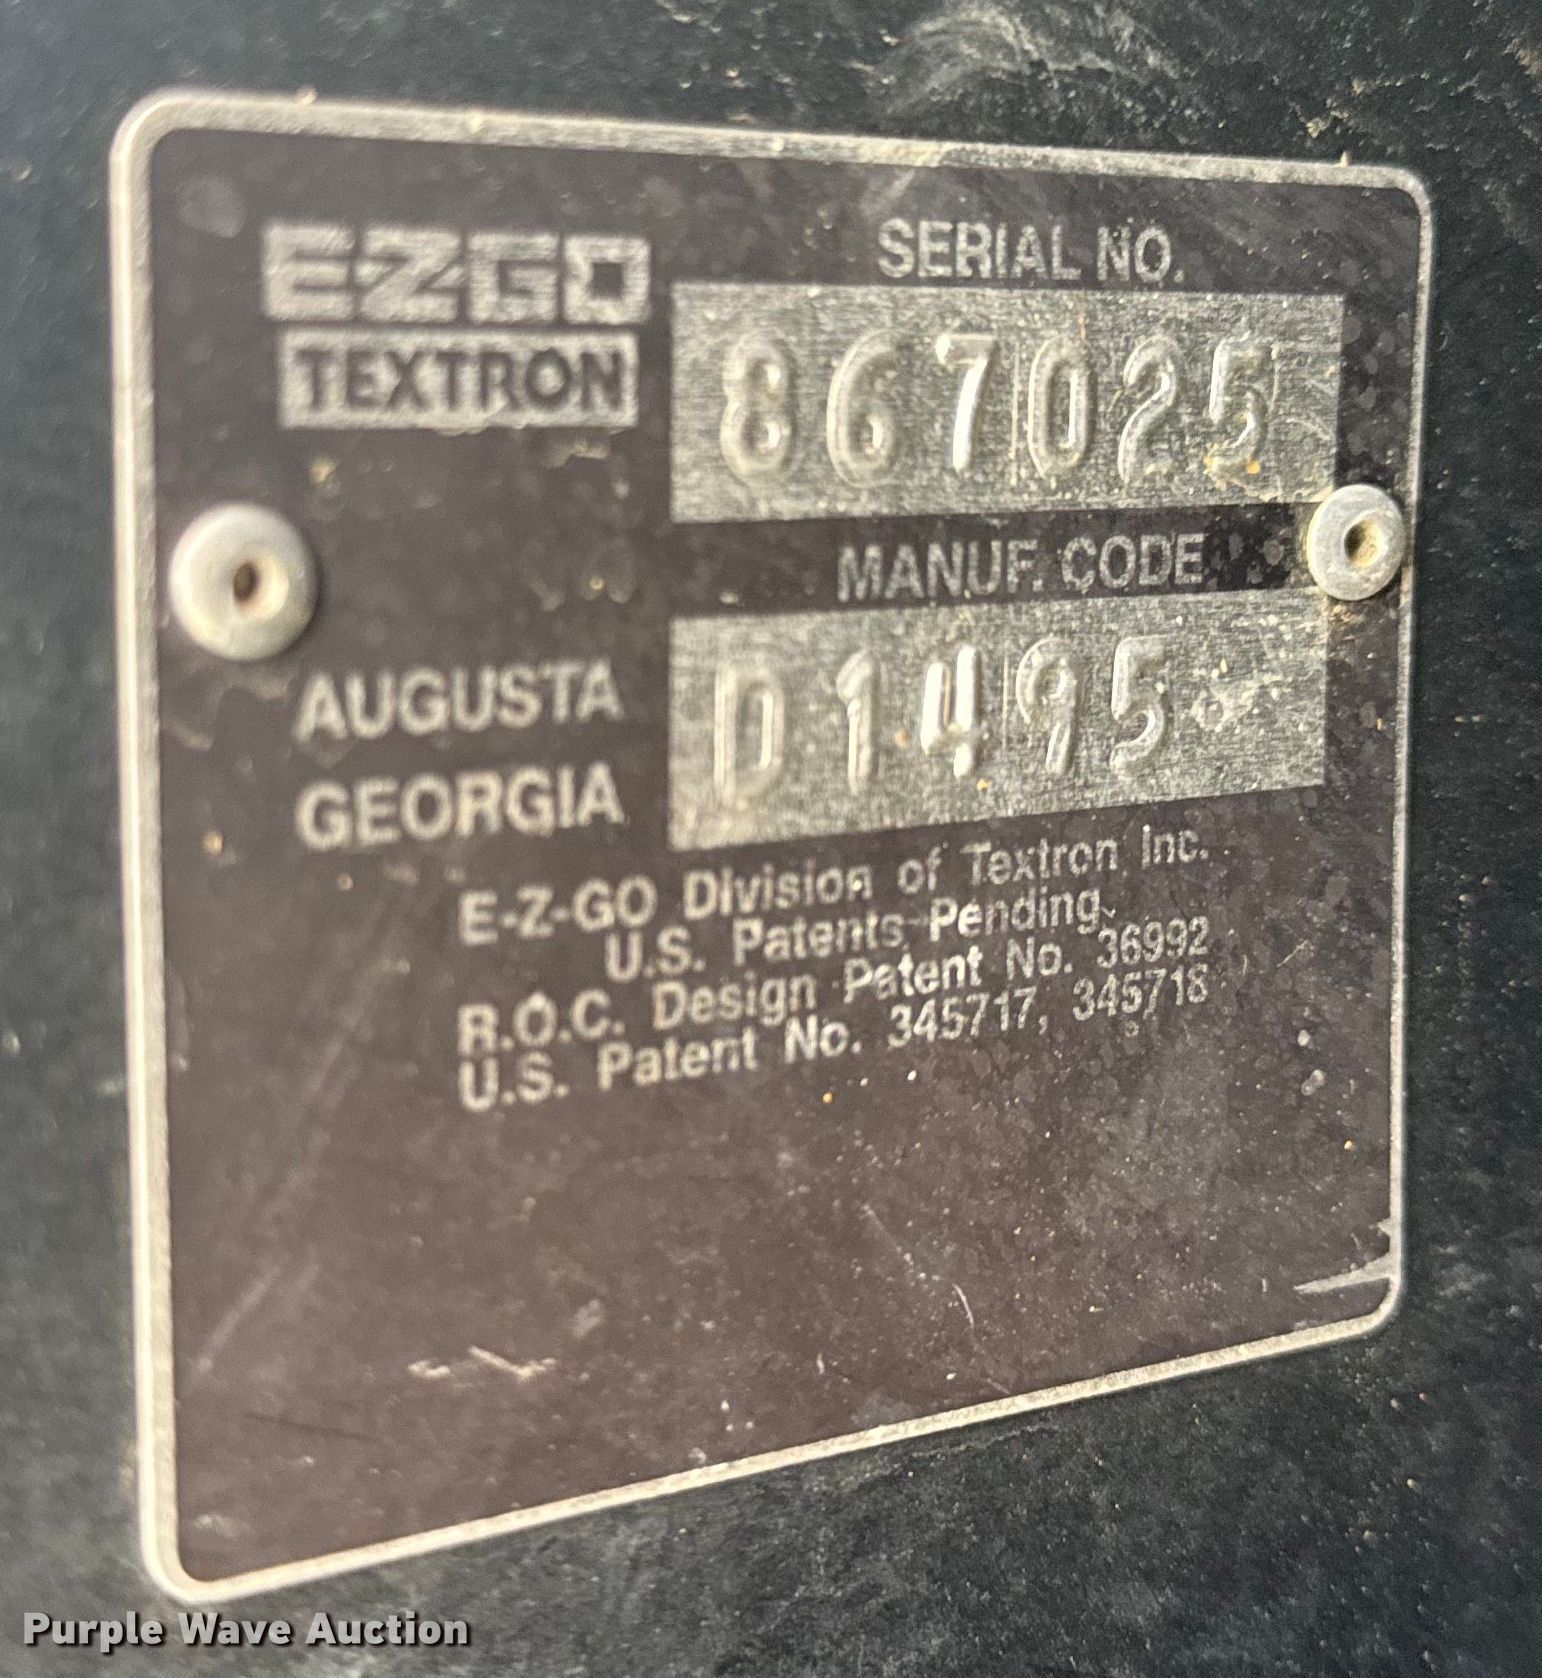 E-Z-GO
TEXTRON
SERIAL NO.
867025
MANUF. CODE
D1495
AUGUSTA
GEORGIA
E-Z-GO Division of Textron Inc.
U.S. Patents Pending
R.O.C. Design Patent No. 36992
U.S. Patent No. 345717, 345718
Purple Wave Auction